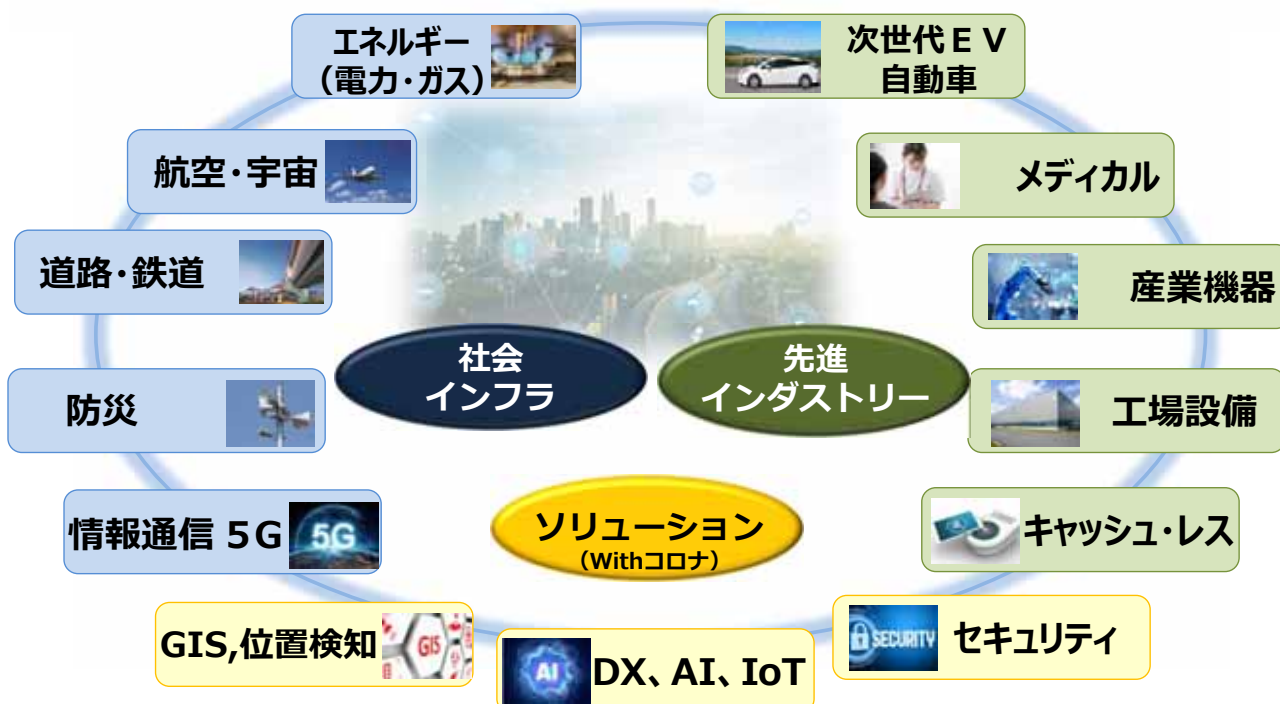 エネルギー
（電力・ガス）
次世代ＥＶ
自動車
航空・宇宙
メディカル
道路・鉄道
産業機器
社会
インフラ
先進
インダストリー
防災
工場設備
情報通信 5G
5G
ソリューション
（Withコロナ）
キャッシュ・レス
GIS,位置検知
GIS
AI
DX、AI、IoT
SECURITY
セキュリティ